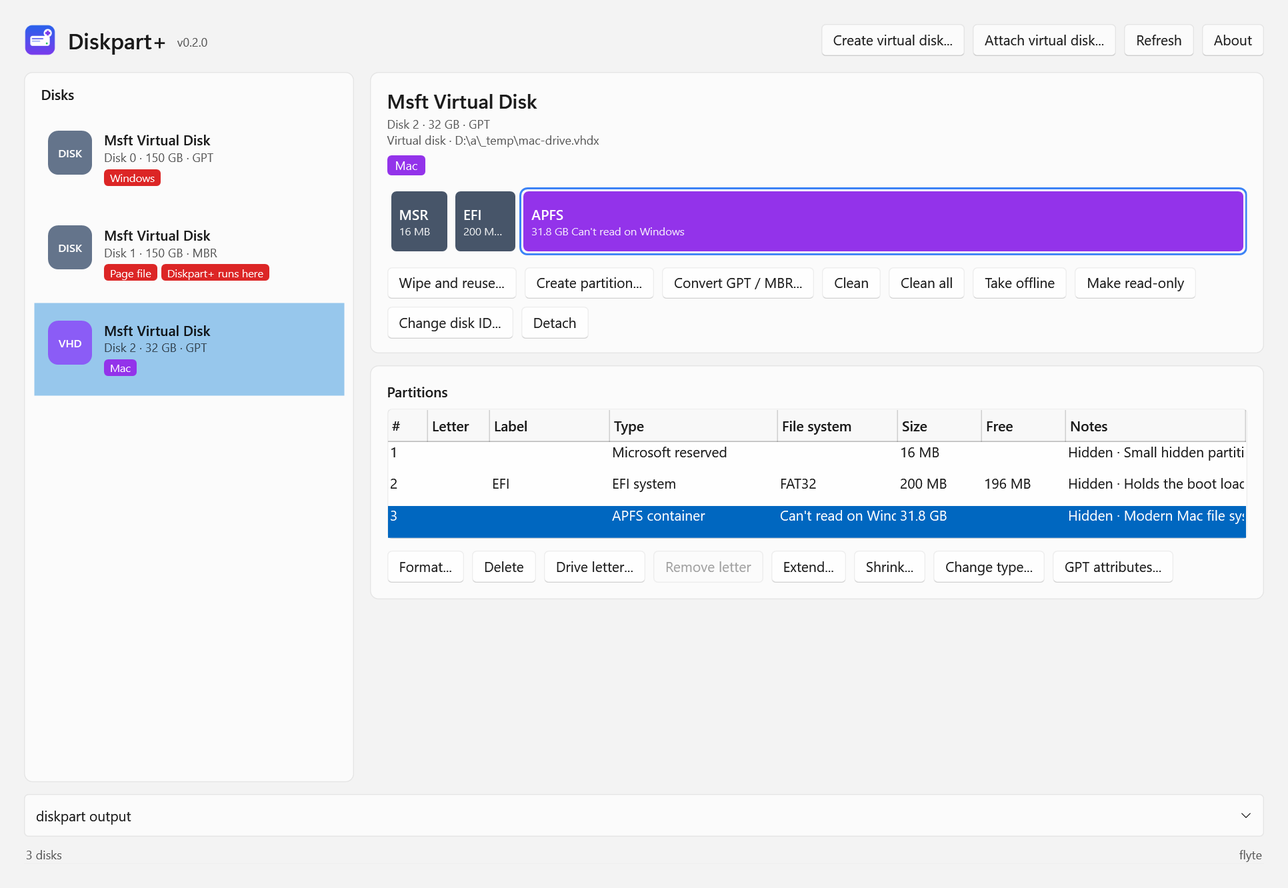 Diskpart+ v0.2.0
Create virtual disk...
Attach virtual disk...
Refresh
About
Disks
DISK
Msft Virtual Disk
Disk 0 · 150 GB · GPT
Windows
DISK
Msft Virtual Disk
Disk 1 · 150 GB · MBR
Page file
Diskpart+ runs here
VHD
Msft Virtual Disk
Disk 2 · 32 GB · GPT
Mac
Msft Virtual Disk
Disk 2 · 32 GB · GPT
Virtual disk · D:\a\_temp\mac-drive.vhdx
Mac
MSR
16 MB
EFI
200 M...
APFS
31.8 GB Can't read on Windows
Wipe and reuse...
Create partition...
Convert GPT / MBR...
Clean
Clean all
Take offline
Make read-only
Change disk ID...
Detach
Partitions
# Letter Label Type File system Size Free Notes
1 Microsoft reserved 16 MB Hidden · Small hidden partiti
2 EFI EFI system FAT32 200 MB 196 MB Hidden · Holds the boot loac
3 APFS container Can't read on Winc 31.8 GB Hidden · Modern Mac file sys
Format...
Delete
Drive letter...
Remove letter
Extend...
Shrink...
Change type...
GPT attributes...
diskpart output
3 disks
flyte